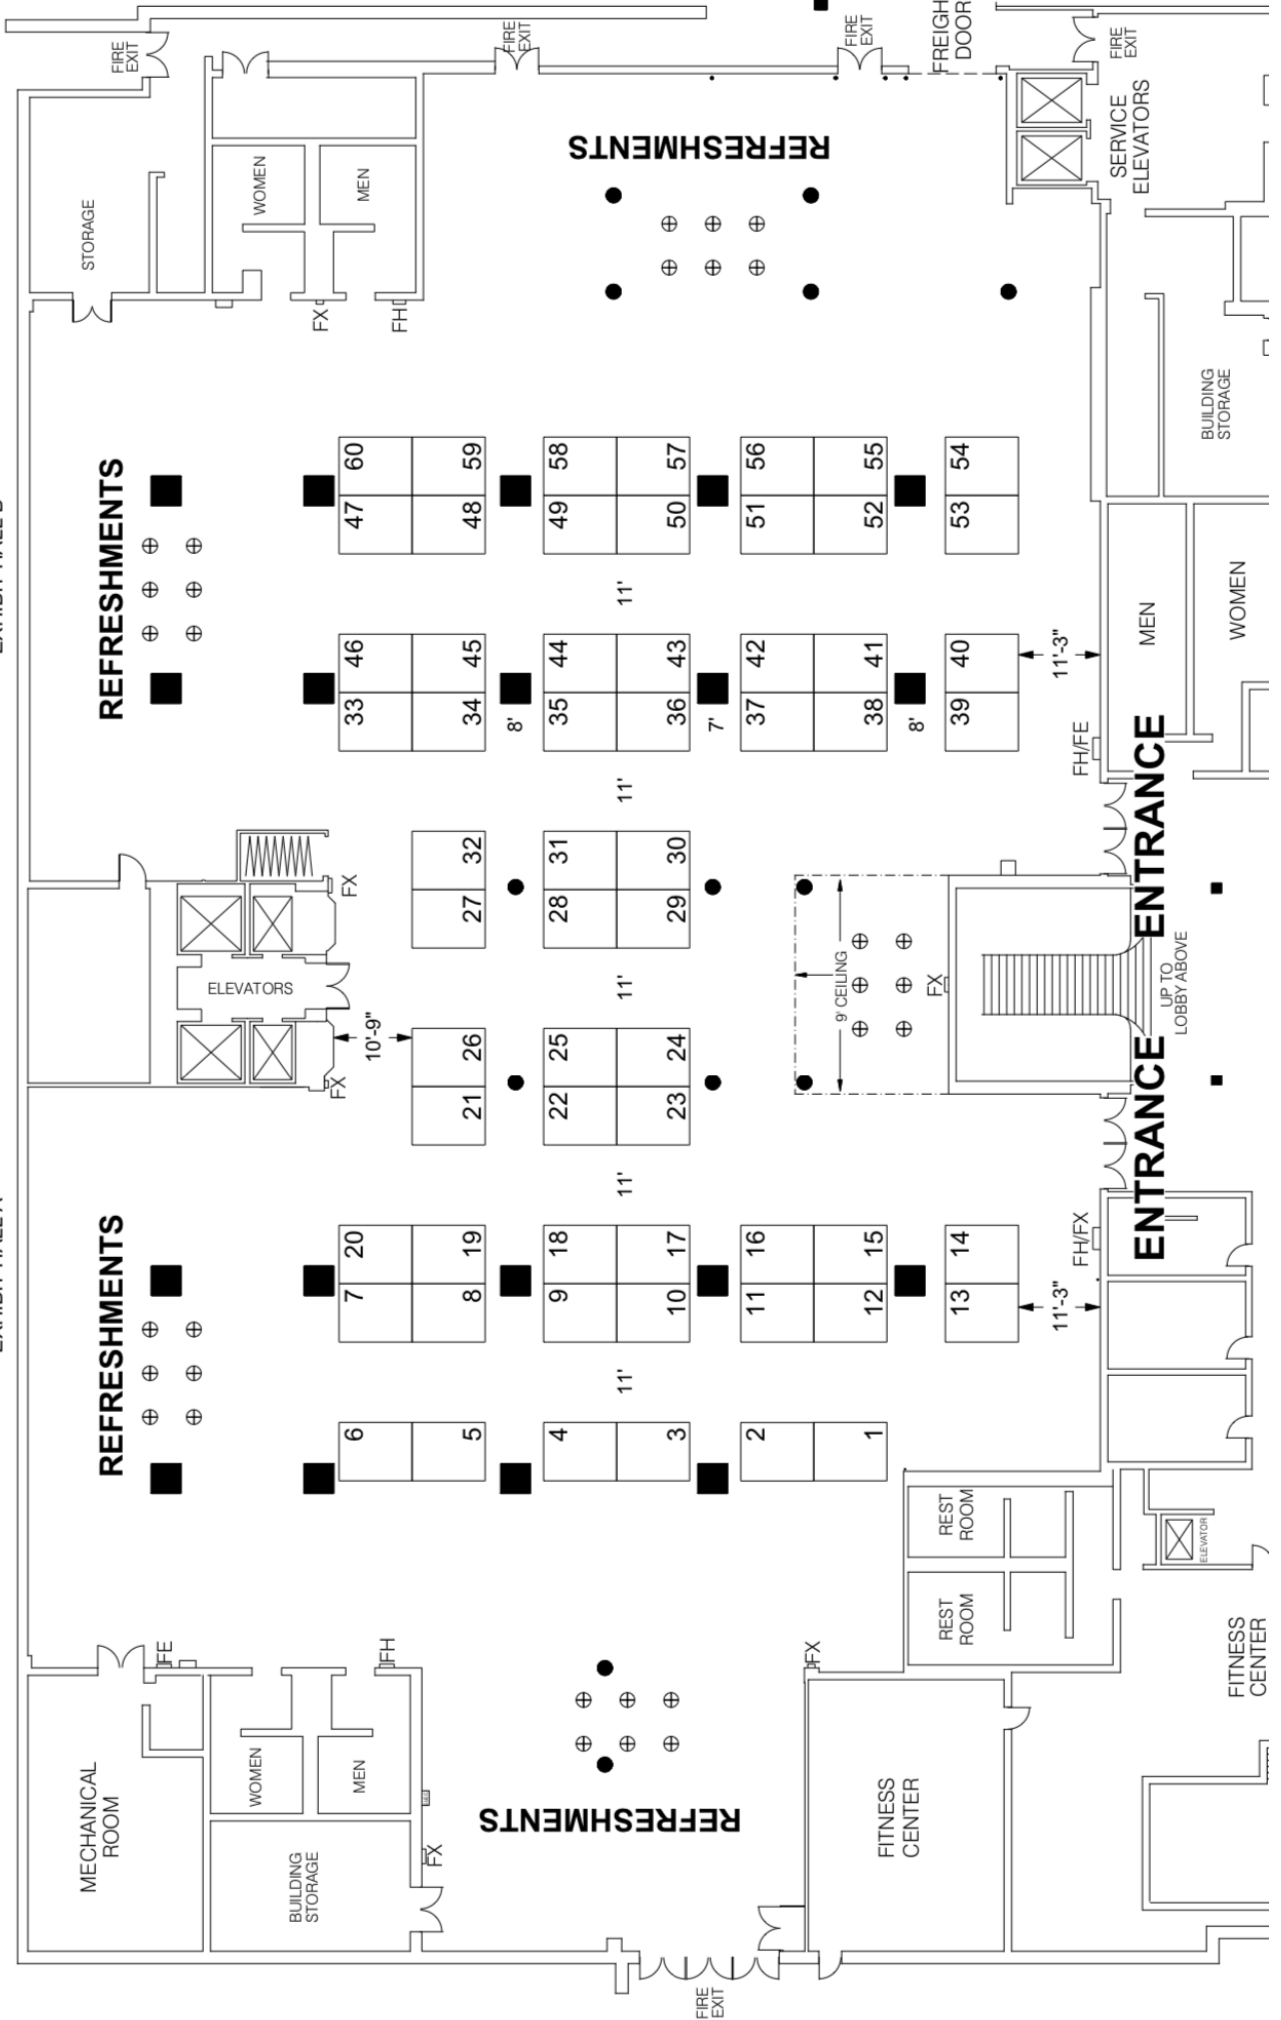 FIRE
EXIT
FIRE
EXIT
FIRE
EXIT
FREIGH
DOOR
FIRE
EXIT
SERVICE
ELEVATORS
REFRESHMENTS
STORAGE
WOMEN
MEN
FX
FH
BUILDING
STORAGE
REFRESHMENTS
60
59
58
57
56
55
54
47
48
49
50
51
52
53
11'
MEN
WOMEN
46
45
44
43
42
41
40
11'-3"
33
34
8'
35
36
7'
37
38
8'
39
FH/FE
ENTRANCE
11'
32
31
30
FX
27
28
29
ELEVATORS
11'
9' CEILING
FX
UP TO
LOBBY ABOVE
10'-9"
26
25
24
FX
21
22
23
ENTRANCE
11'
REFRESHMENTS
20
19
18
17
16
15
14
FH/FX
7
8
9
10
11
12
13
11'-3"
11'
6
5
4
3
2
1
REST
ROOM
ELEVATOR
REST
ROOM
FE
FH
FX
FITNESS
CENTER
MECHANICAL
ROOM
WOMEN
MEN
REFRESHMENTS
FITNESS
CENTER
BUILDING
STORAGE
FX
FIRE
EXIT